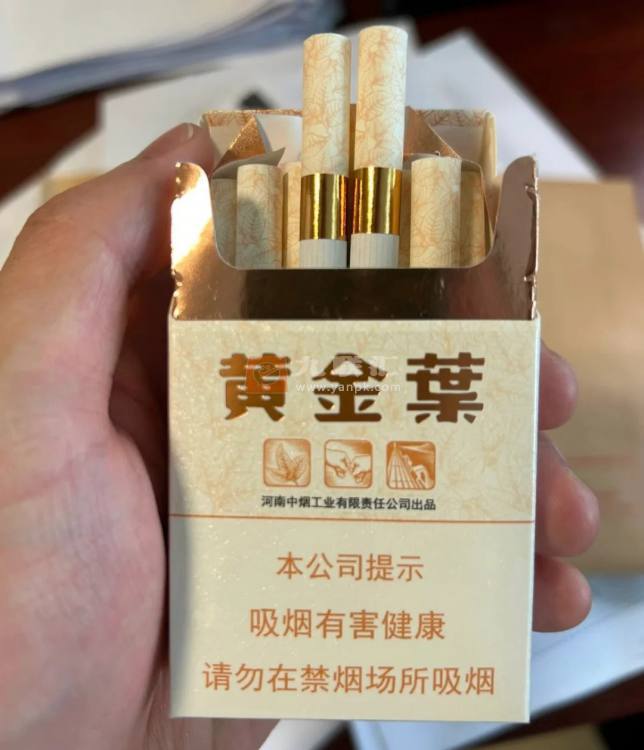 黄金葉
www.yanpk.com
河南中烟工业有限责任公司出品
本公司提示
吸烟有害健康
请勿在禁烟场所吸烟